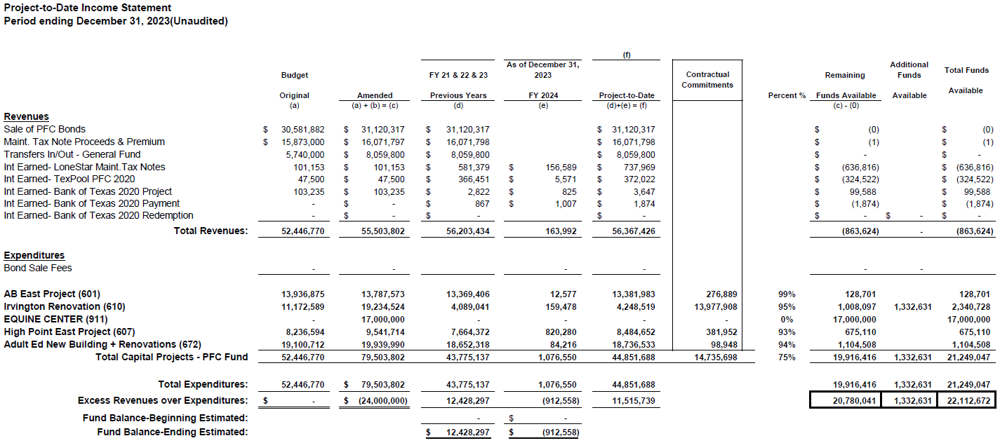 Project-to-Date Income Statement
Period ending December 31, 2023(Unaudited)
(f)
As of December 31, Additional
Budget FY 21 & 22 & 23 2023 Contractual Remaining Funds Total Funds
Commitments
Original Amended Previous Years FY 2024 Project-to-Date Percent % Funds Available Available Available
(a) (a) + (b) = (c) (d) (e) (d)+(e) = (f) (c) - (0)
Revenues
Sale of PFC Bonds $ 30,581,882 $ 31,120,317 $ 31,120,317 $ 31,120,317 $ (0) $ (0)
Maint. Tax Note Proceeds & Premium $ 15,873,000 $ 16,071,797 $ 16,071,798 $ 16,071,798 $ (1) $ (1)
Transfers In/Out - General Fund 5,740,000 $ 8,059,800 $ 8,059,800 $ 8,059,800 $ - $ -
Int Earned- LoneStar Maint.Tax Notes 101,153 $ 101,153 $ 581,379 $ 156,589 $ 737,969 $ (636,816) $ (636,816)
Int Earned- TexPool PFC 2020 47,500 $ 47,500 $ 366,451 $ 5,571 $ 372,022 $ (324,522) $ (324,522)
Int Earned- Bank of Texas 2020 Project 103,235 $ 103,235 $ 2,822 $ 825 $ 3,647 $ 99,588 $ 99,588
Int Earned- Bank of Texas 2020 Payment - $ - $ 867 $ 1,007 $ 1,874 $ (1,874) $ (1,874)
Int Earned- Bank of Texas 2020 Redemption - $ - $ - $ - $ - $ - $ -
Total Revenues: 52,446,770 55,503,802 56,203,434 163,992 56,367,426 (863,624) - (863,624)
Expenditures
Bond Sale Fees - - - - - -
AB East Project (601) 13,936,875 13,787,573 13,369,406 12,577 13,381,983 276,889 99% 128,701 128,701
Irvington Renovation (610) 11,172,589 19,234,524 4,089,041 159,478 4,248,519 13,977,908 95% 1,008,097 1,332,631 2,340,728
EQUINE CENTER (911) - 17,000,000 - - - - 0% 17,000,000 17,000,000
High Point East Project (607) 8,236,594 9,541,714 7,664,372 820,280 8,484,652 381,952 93% 675,110 675,110
Adult Ed New Building + Renovations (672) 19,100,712 19,939,990 18,652,318 84,216 18,736,533 98,948 94% 1,104,508 1,104,508
Total Capital Projects - PFC Fund 52,446,770 79,503,802 43,775,137 1,076,550 44,851,688 14,735,698 75% 19,916,416 1,332,631 21,249,047
Total Expenditures: 52,446,770 $ 79,503,802 43,775,137 1,076,550 44,851,688 19,916,416 1,332,631 21,249,047
Excess Revenues over Expenditures: $ - $ (24,000,000) 12,428,297 (912,558) 11,515,739 20,780,041 1,332,631 22,112,672
Fund Balance-Beginning Estimated: - $ -
Fund Balance-Ending Estimated: $ 12,428,297 $ (912,558)